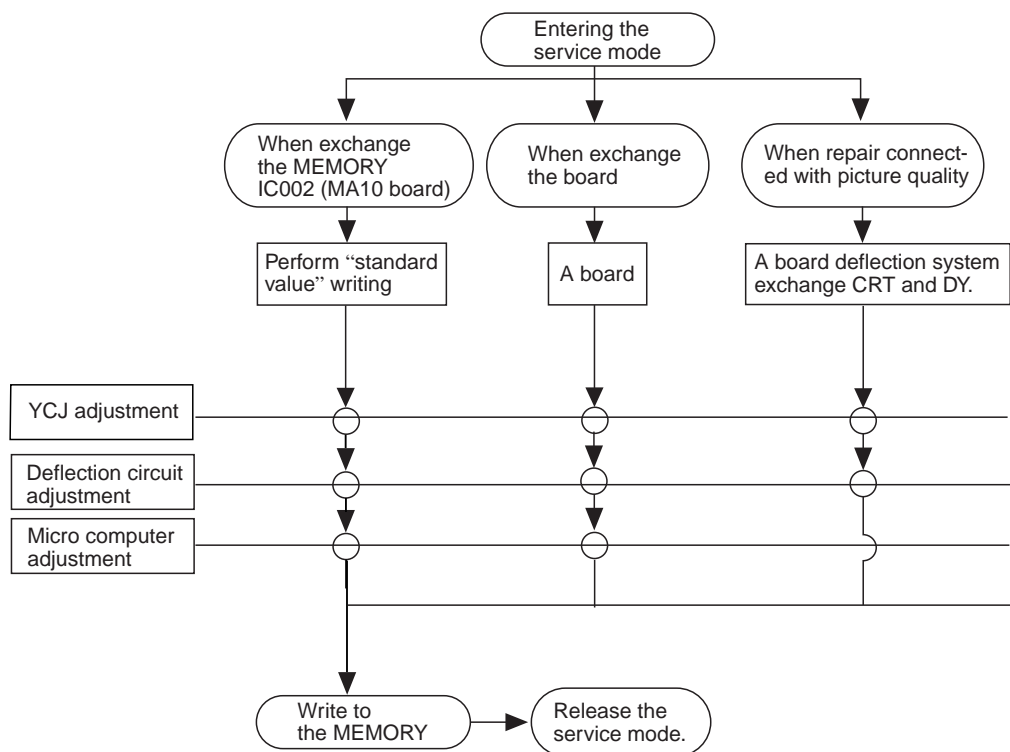 Entering the
service mode
When exchange
the MEMORY
IC002 (MA10 board)
When exchange
the board
When repair connect-
ed with picture quality
Perform “standard
value” writing
A board
A board deflection system
exchange CRT and DY.
YCJ adjustment
Deflection circuit
adjustment
Micro computer
adjustment
Write to
the MEMORY
Release the
service mode.